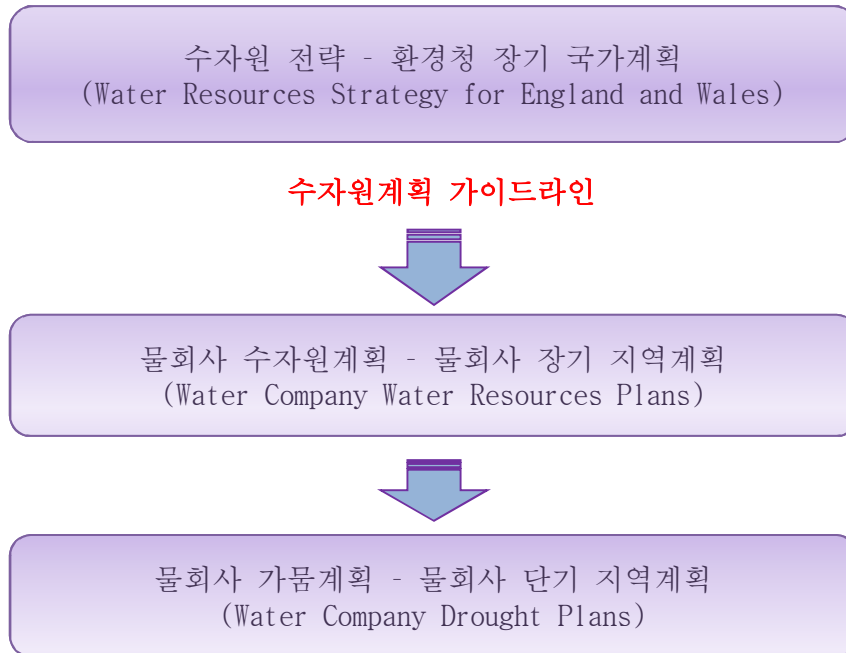 수자원 전략 - 환경청 장기 국가계획
(Water Resources Strategy for England and Wales)
수자원계획 가이드라인
물회사 수자원계획 - 물회사 장기 지역계획
(Water Company Water Resources Plans)
물회사 가뭄계획 - 물회사 단기 지역계획
(Water Company Drought Plans)